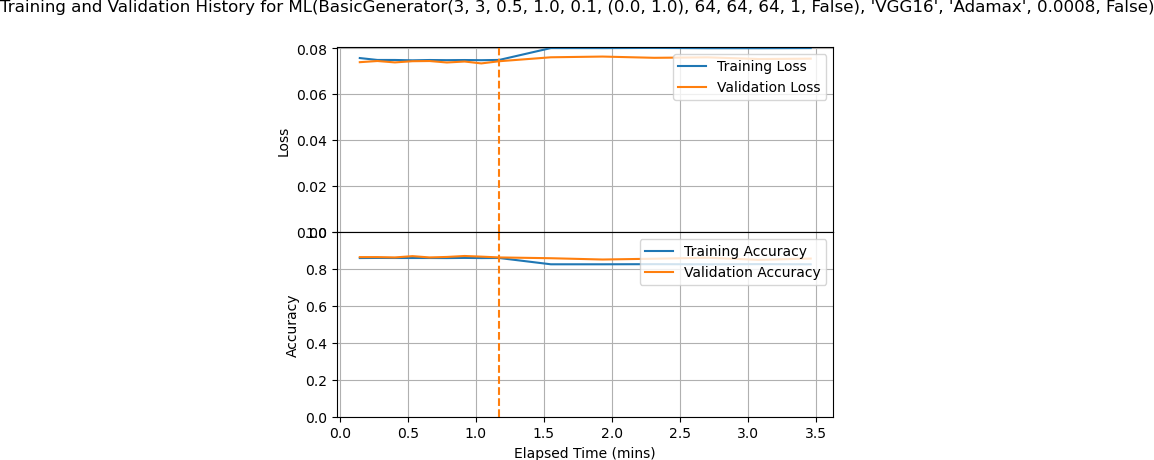 Training and Validation History for ML(BasicGenerator(3, 3, 0.5, 1.0, 0.1, (0.0, 1.0), 64, 64, 64, 1, False), 'VGG16', 'Adamax', 0.0008, False)
0.08
0.06
0.04
0.02
0.00
Loss
Training Loss
Validation Loss
1.0
0.8
0.6
0.4
0.2
0.0
Accuracy
Training Accuracy
Validation Accuracy
0.0 0.5 1.0 1.5 2.0 2.5 3.0 3.5
Elapsed Time (mins)